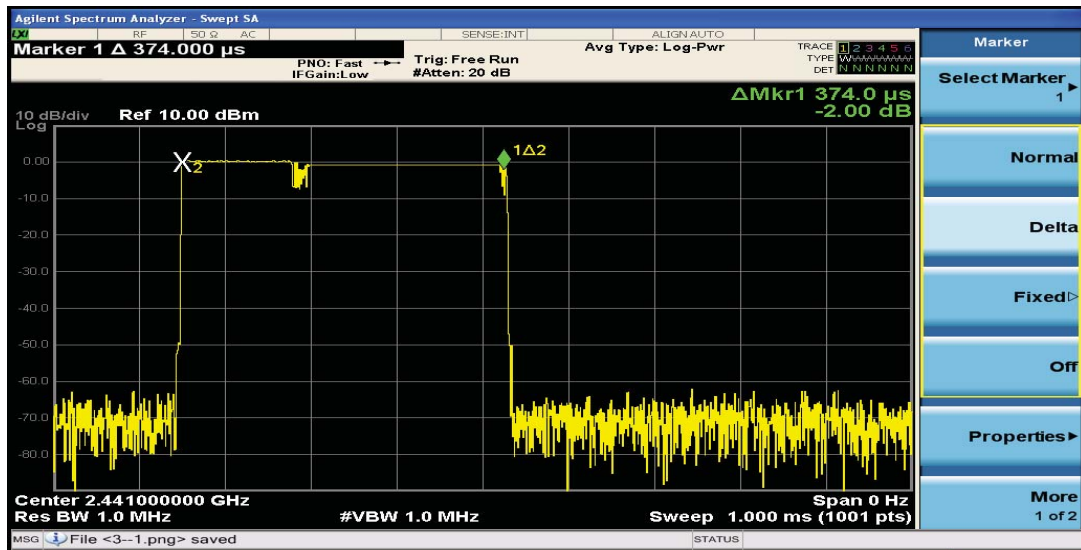 Agilent Spectrum Analyzer - Swept SA
LXI RF 50 Ω AC SENSE:INT ALIGN AUTO
Marker 1 Δ 374.000 μs
PNO: Fast
IFGain:Low
Trig: Free Run
#Atten: 20 dB
Avg Type: Log-Pwr
TRACE 1 2 3 4 5 6
TYPE
DET N N N N N N
ΔMkr1 374.0 μs
-2.00 dB
10 dB/div Ref 10.00 dBm
Log
0.00
-10.0
-20.0
-30.0
-40.0
-50.0
-60.0
-70.0
-80.0
X2
1Δ2
Center 2.441000000 GHz Span 0 Hz
Res BW 1.0 MHz #VBW 1.0 MHz Sweep 1.000 ms (1001 pts)
MSG File <3--1.png> saved STATUS
Marker
Select Marker
1
Normal
Delta
Fixed
Off
Properties
More
1 of 2